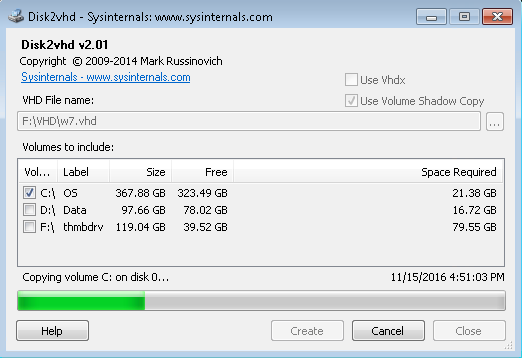 Disk2vhd - Sysinternals: www.sysinternals.com
Disk2vhd v2.01
Copyright © 2009-2014 Mark Russinovich
Sysinternals - www.sysinternals.com
Use Vhdx
VHD File name:
Use Volume Shadow Copy
F:\VHD\w7.vhd ...
Volumes to include:
Vol... Label Size Free Space Required
C:\ OS 367.88 GB 323.49 GB 21.38 GB
D:\ Data 97.66 GB 78.02 GB 16.72 GB
F:\ thmbdrv 119.04 GB 39.52 GB 79.55 GB
Copying volume C: on disk 0... 11/15/2016 4:51:03 PM
Help Create Cancel Close